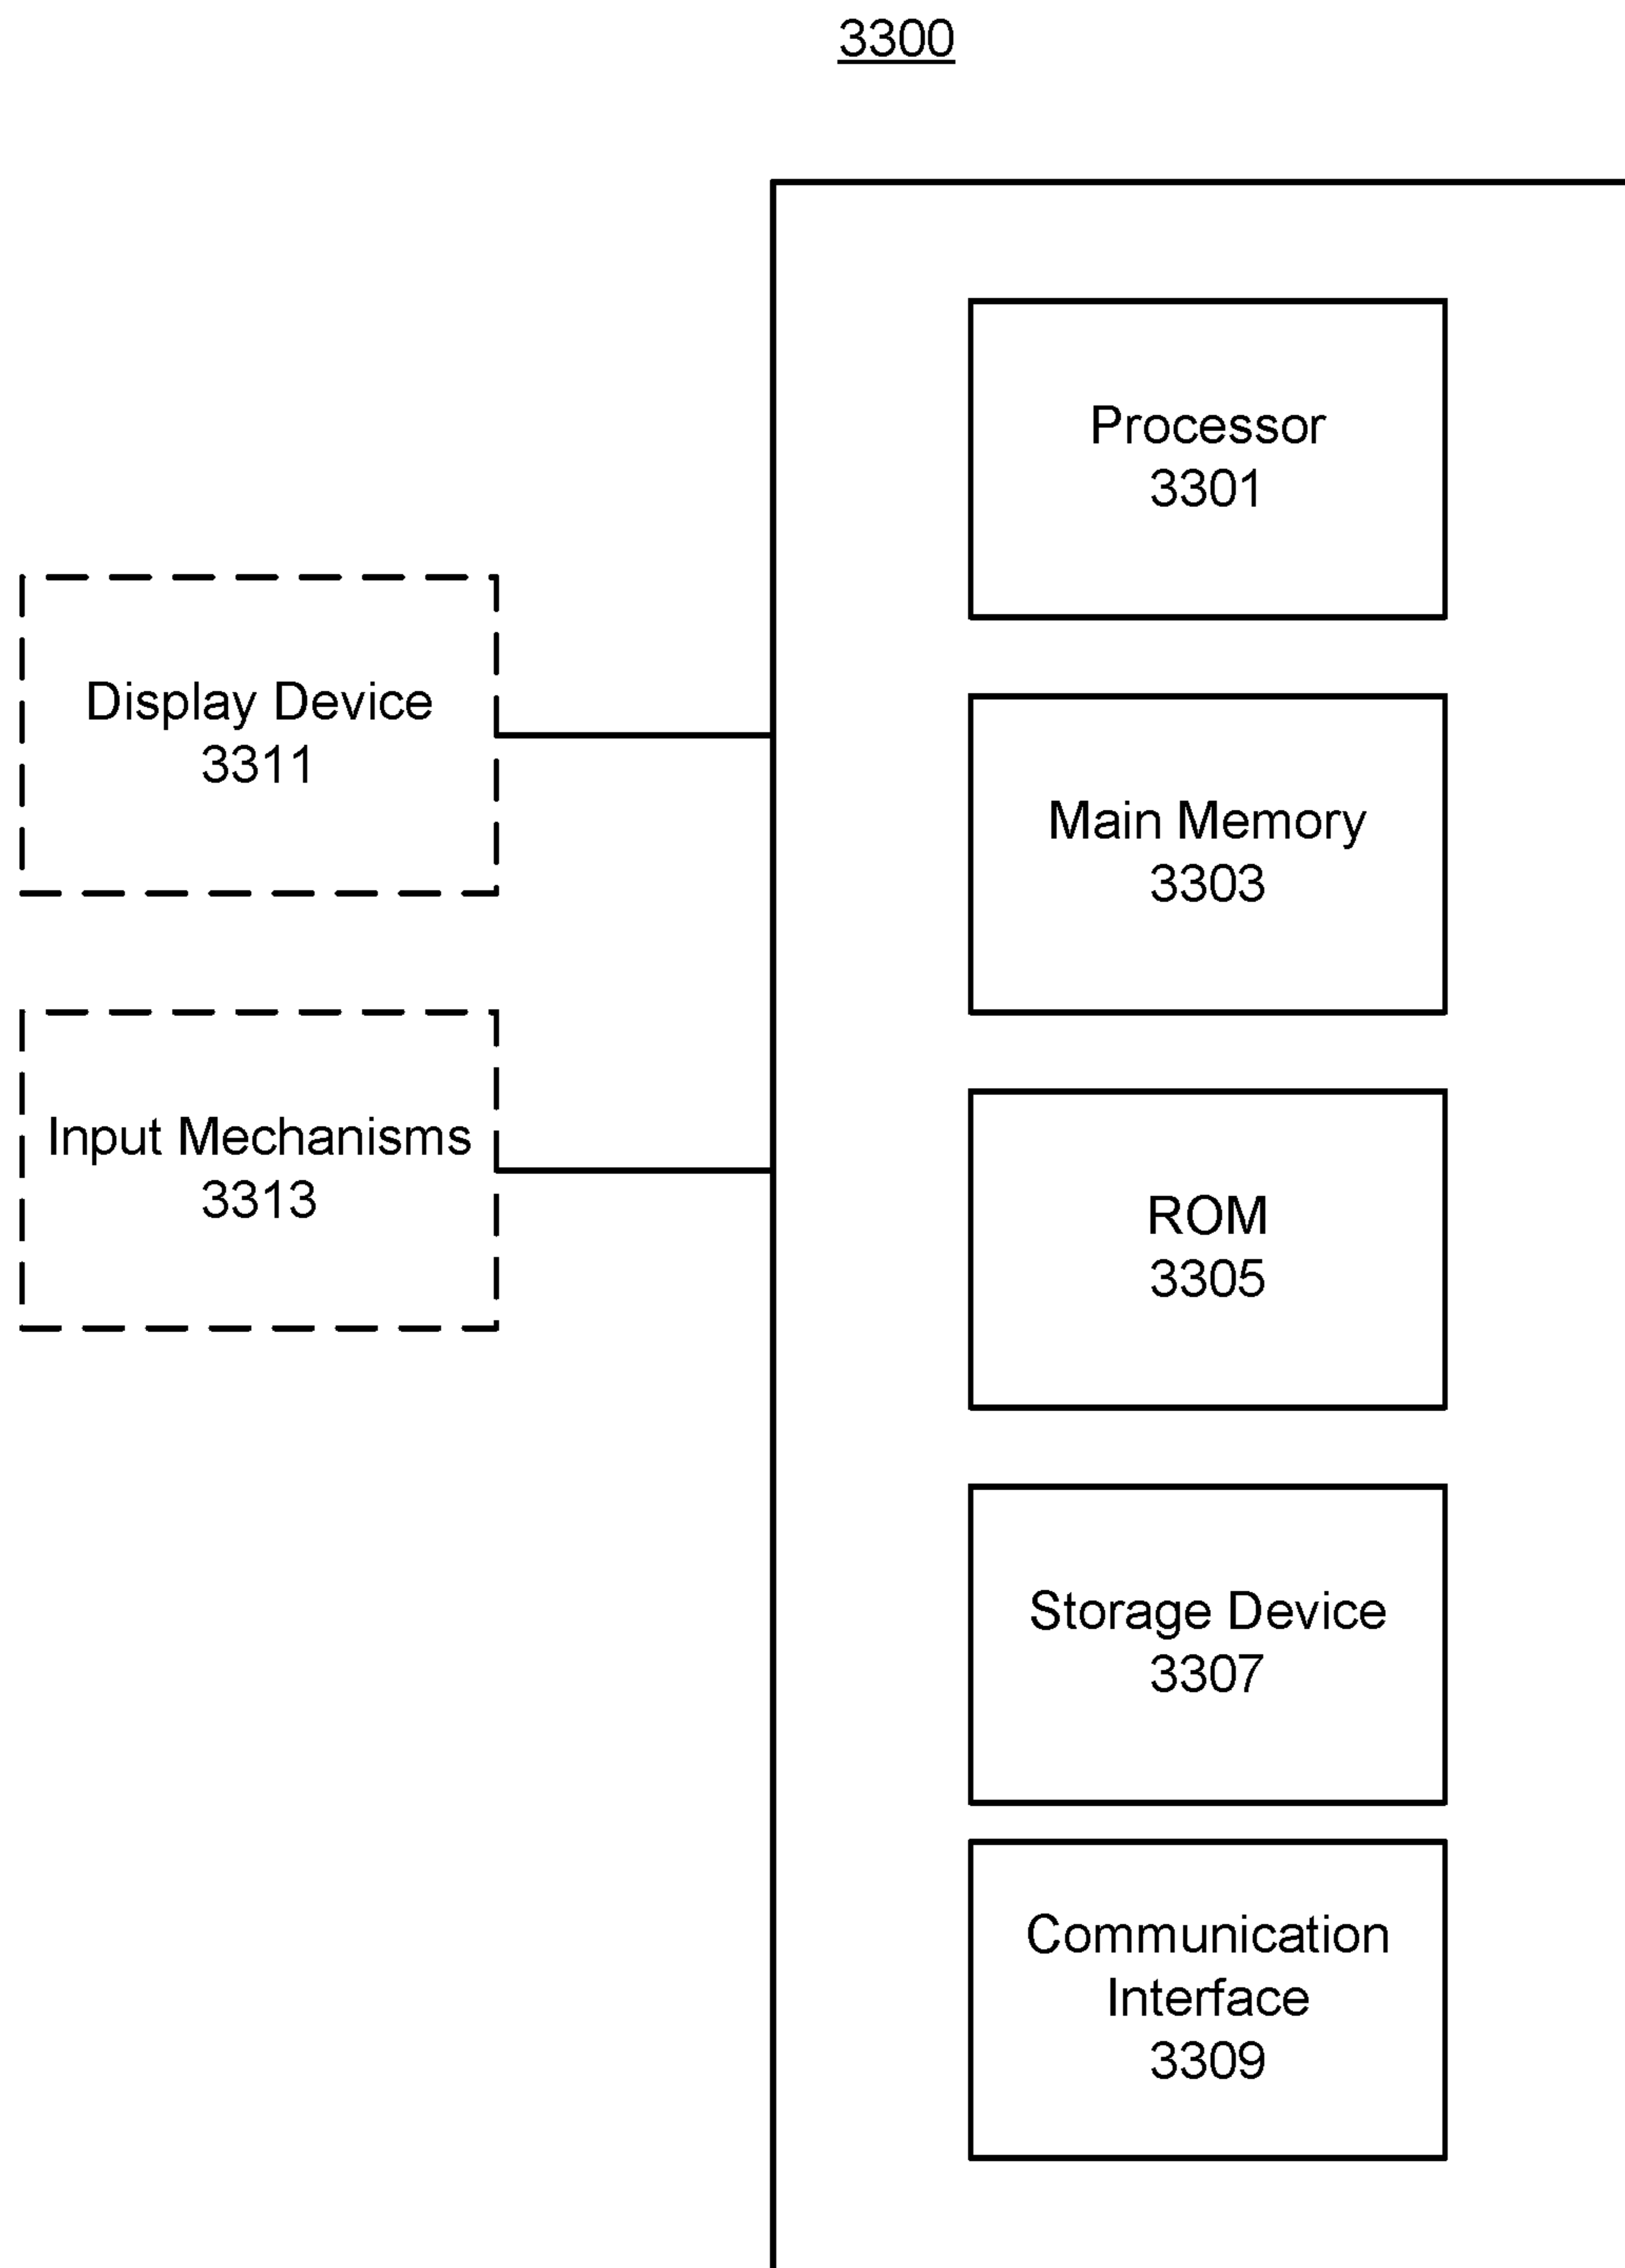 3300
Processor
3301
Display Device
3311
Main Memory
3303
Input Mechanisms
3313
ROM
3305
Storage Device
3307
Communication
Interface
3309